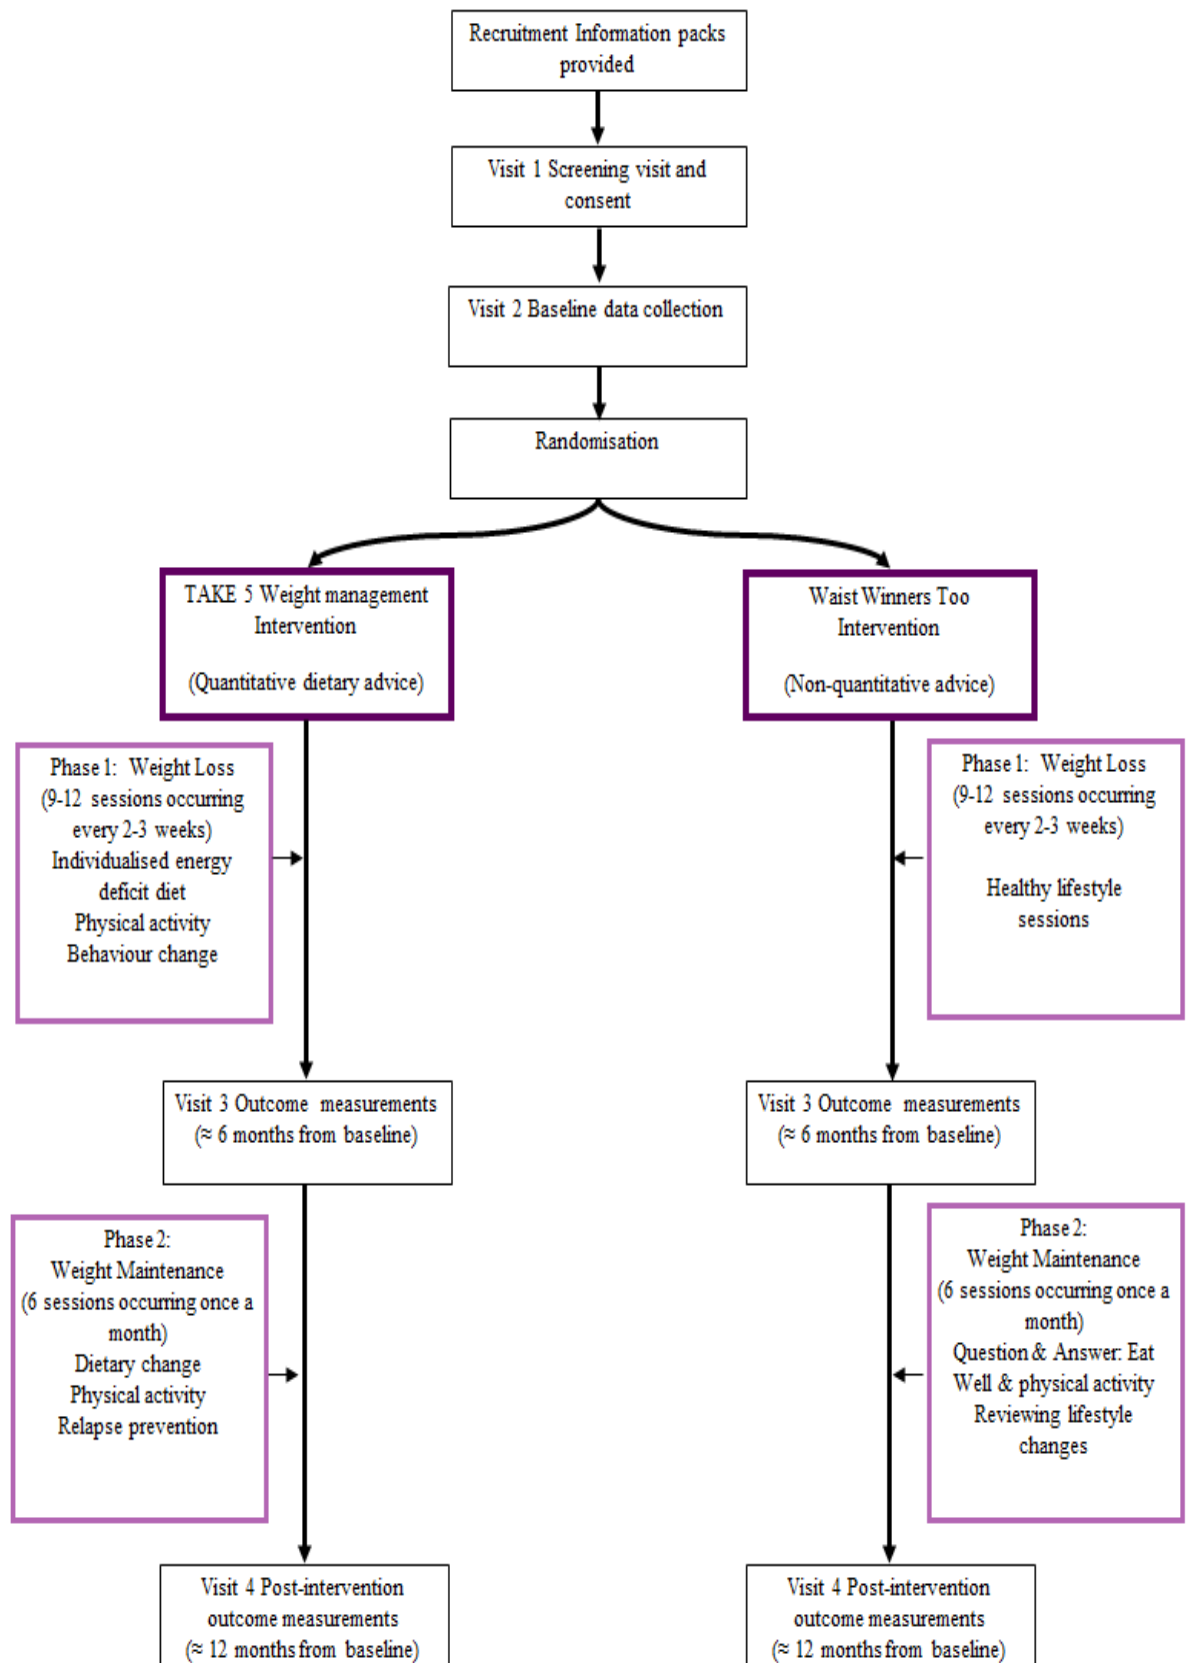 Recruitment Information packs
provided
Visit 1 Screening visit and
consent
Visit 2 Baseline data collection
Randomisation
TAKE 5 Weight management
Intervention
(Quantitative dietary advice)
Waist Winners Too
Intervention
(Non-quantitative advice)
Phase 1:  Weight Loss
(9-12 sessions occurring
every 2-3 weeks)
Individualised energy
deficit diet
Physical activity
Behaviour change
Phase 1:  Weight Loss
(9-12 sessions occurring
every 2-3 weeks)
Healthy lifestyle
sessions
Visit 3 Outcome measurements
(≈ 6 months from baseline)
Visit 3 Outcome measurements
(≈ 6 months from baseline)
Phase 2:
Weight Maintenance
(6 sessions occurring once a
month)
Dietary change
Physical activity
Relapse prevention
Phase 2:
Weight Maintenance
(6 sessions occurring once a
month)
Question & Answer: Eat
Well & physical activity
Reviewing lifestyle
changes
Visit 4 Post-intervention
outcome measurements
(≈ 12 months from baseline)
Visit 4 Post-intervention
outcome measurements
(≈ 12 months from baseline)